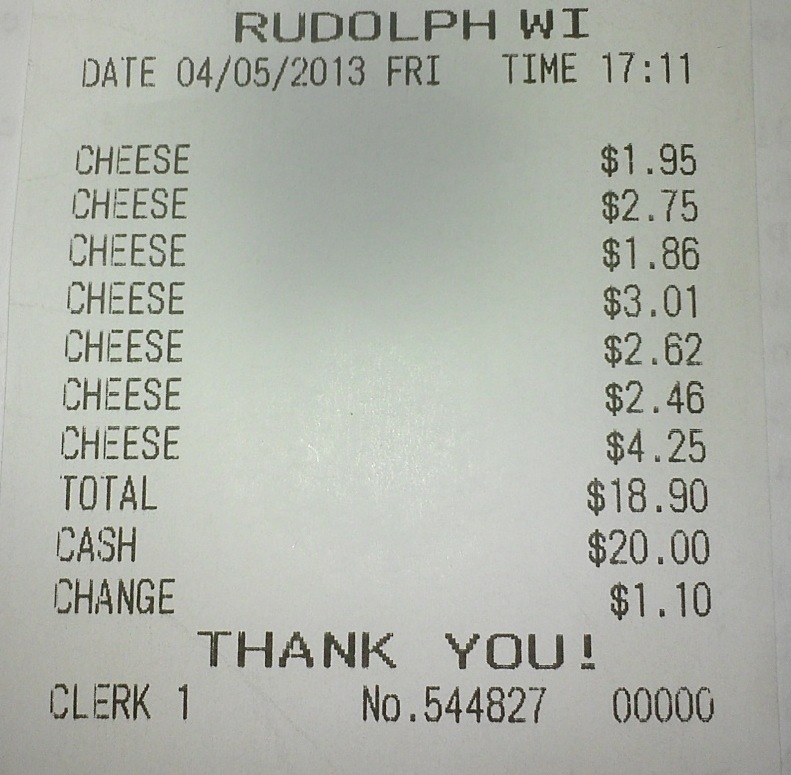 RUDOLPH WI
DATE 04/05/2013 FRI TIME 17:11
CHEESE $1.95
CHEESE $2.75
CHEESE $1.86
CHEESE $3.01
CHEESE $2.62
CHEESE $2.46
CHEESE $4.25
TOTAL $18.90
CASH $20.00
CHANGE $1.10
THANK YOU!
CLERK 1 No.544827 00000